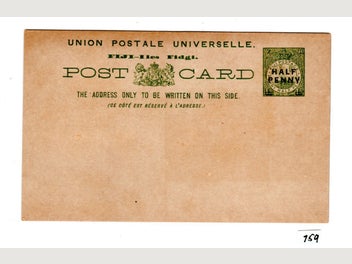 UNION POSTALE UNIVERSELLE.
FIJI-Iles Fidgi.
POST CARD
HALF
PENNY
THE ADDRESS ONLY TO BE WRITTEN ON THIS SIDE.
(CE CÔTÉ EST RÉSERVÉ À L'ADRESSE.)
759